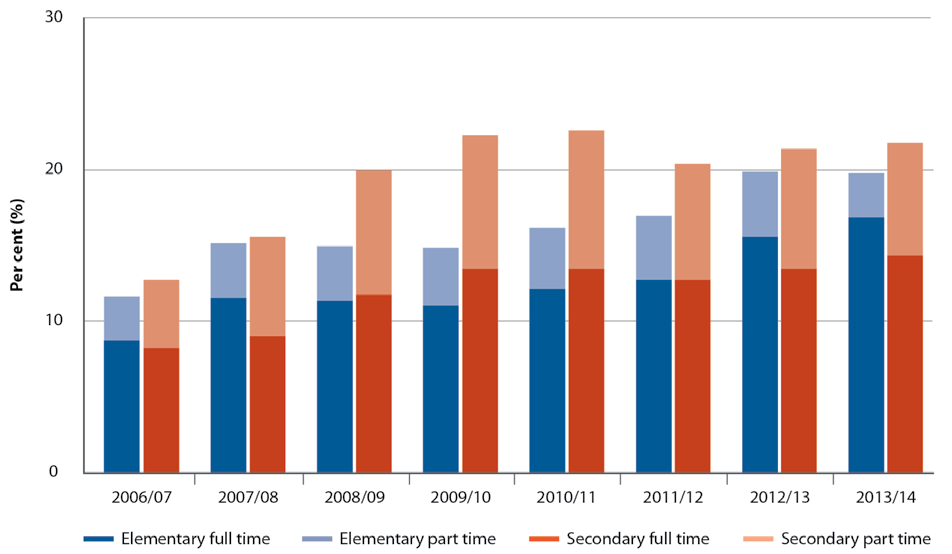 30
20
10
0
Per cent (%)
2006/07 2007/08 2008/09 2009/10 2010/11 2011/12 2012/13 2013/14
Elementary full time Elementary part time Secondary full time Secondary part time